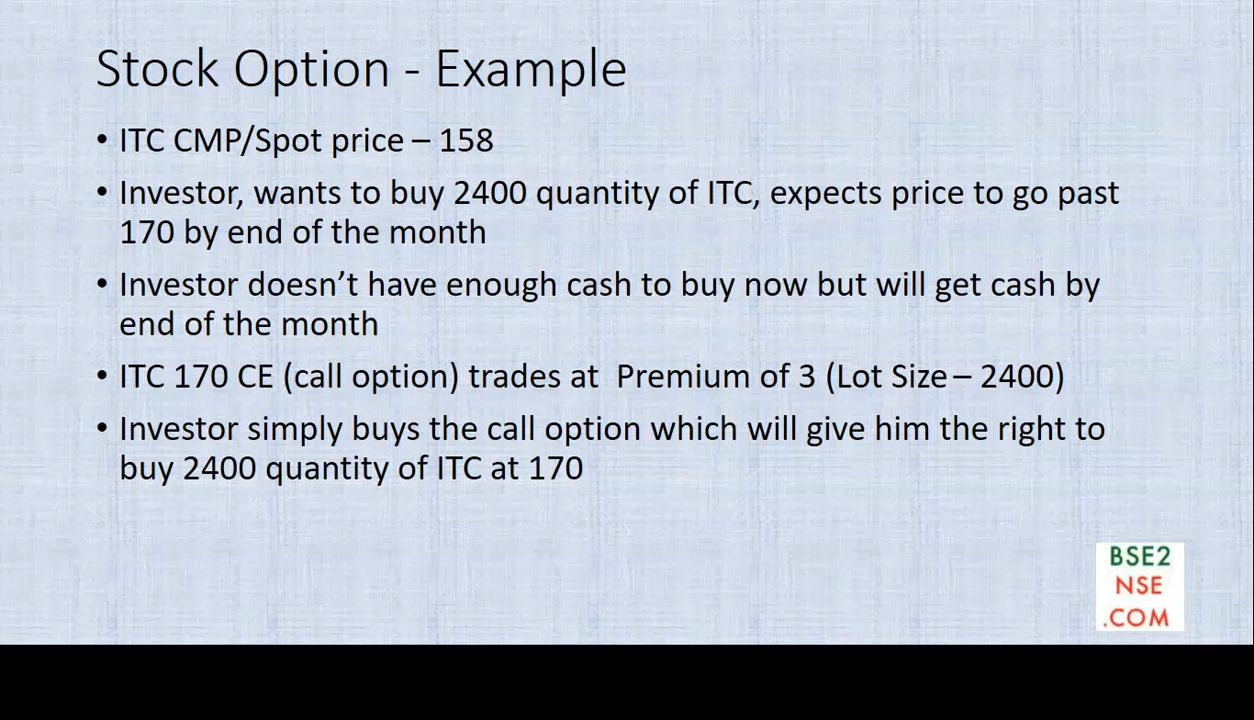 Stock Option - Example
• ITC CMP/Spot price – 158
• Investor, wants to buy 2400 quantity of ITC, expects price to go past
170 by end of the month
• Investor doesn’t have enough cash to buy now but will get cash by
end of the month
• ITC 170 CE (call option) trades at  Premium of 3 (Lot Size – 2400)
• Investor simply buys the call option which will give him the right to
buy 2400 quantity of ITC at 170
BSE2
NSE
.COM